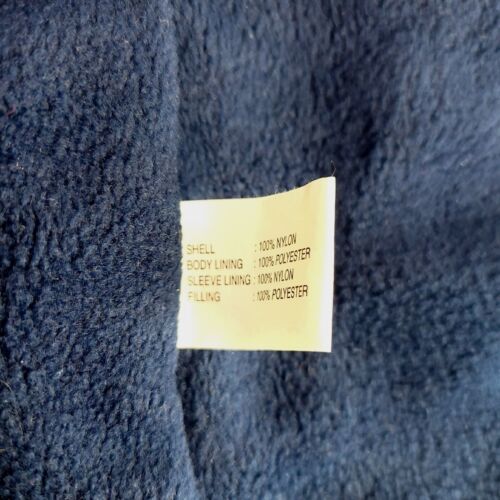 SHELL : 100% NYLON
BODY LINING : 100% POLYESTER
SLEEVE LINING : 100% NYLON
FILLING : 100% POLYESTER